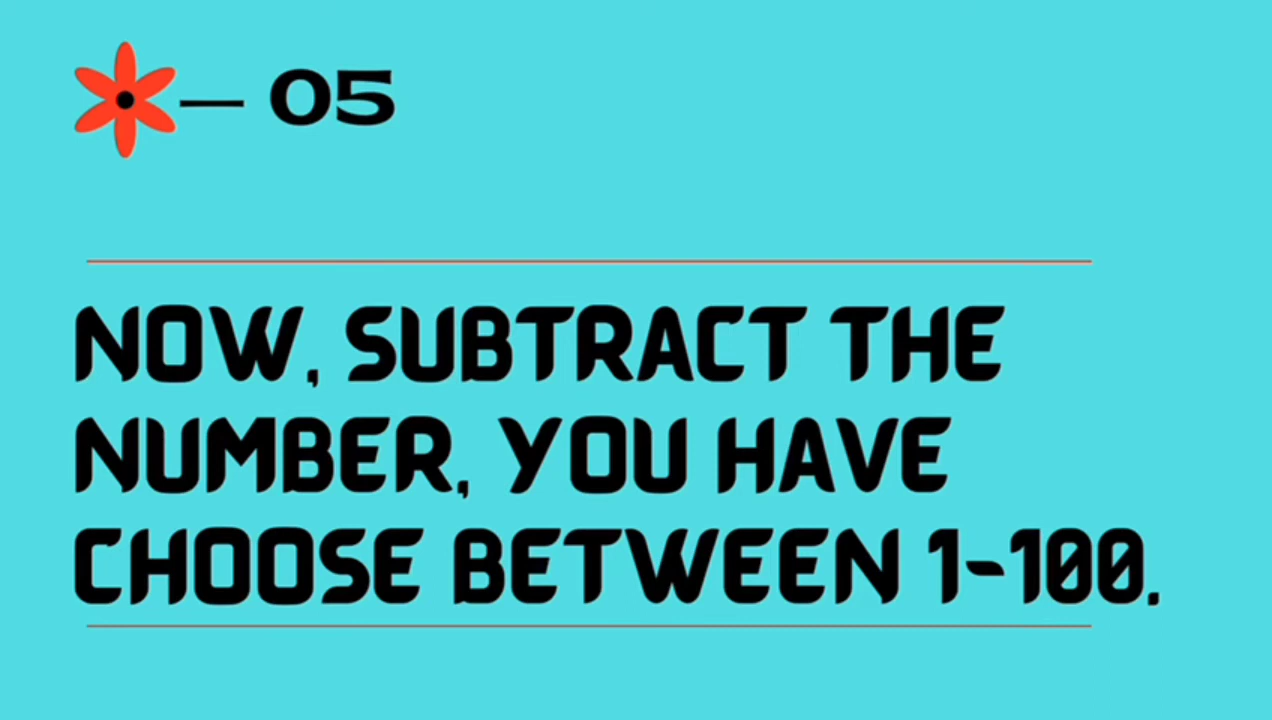 — 05
NOW, SUBTRACT THE
NUMBER, YOU HAVE
CHOOSE BETWEEN 1-100.